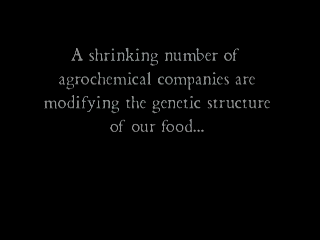 A shrinking number of
agrochemical companies are
modifying the genetic structure
of our food...